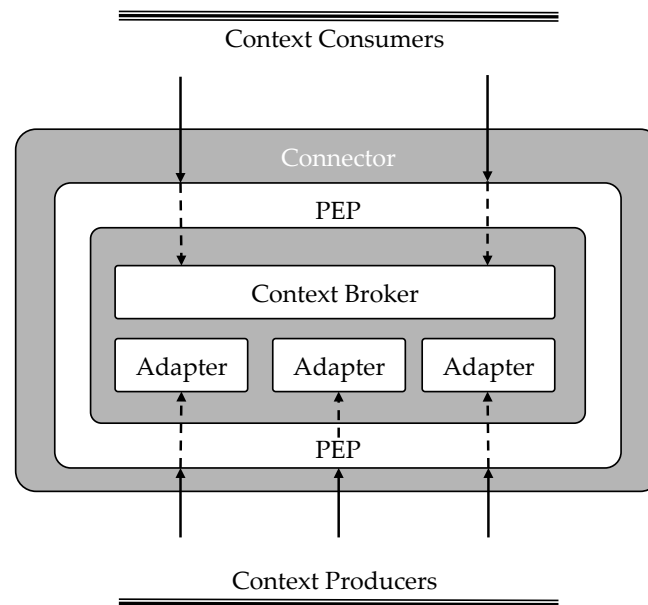 Context Consumers
Connector
PEP
Context Broker
Adapter Adapter Adapter
PEP
Context Producers